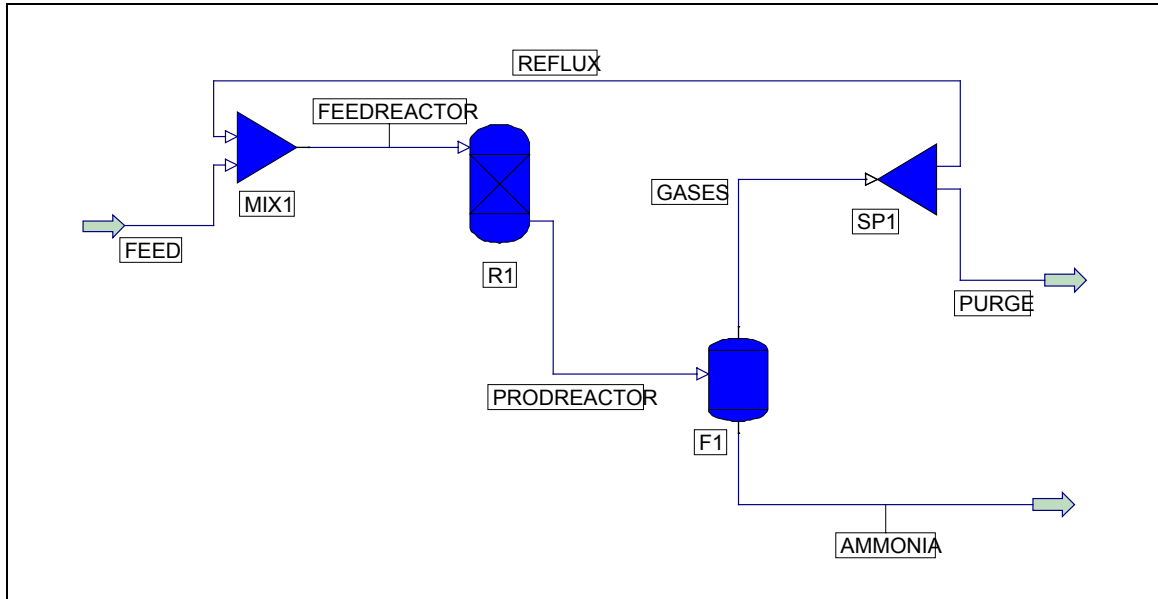 REFLUX
FEEDREACTOR
MIX1
FEED
R1
GASES
SP1
PURGE
PRODREACTOR
F1
AMMONIA